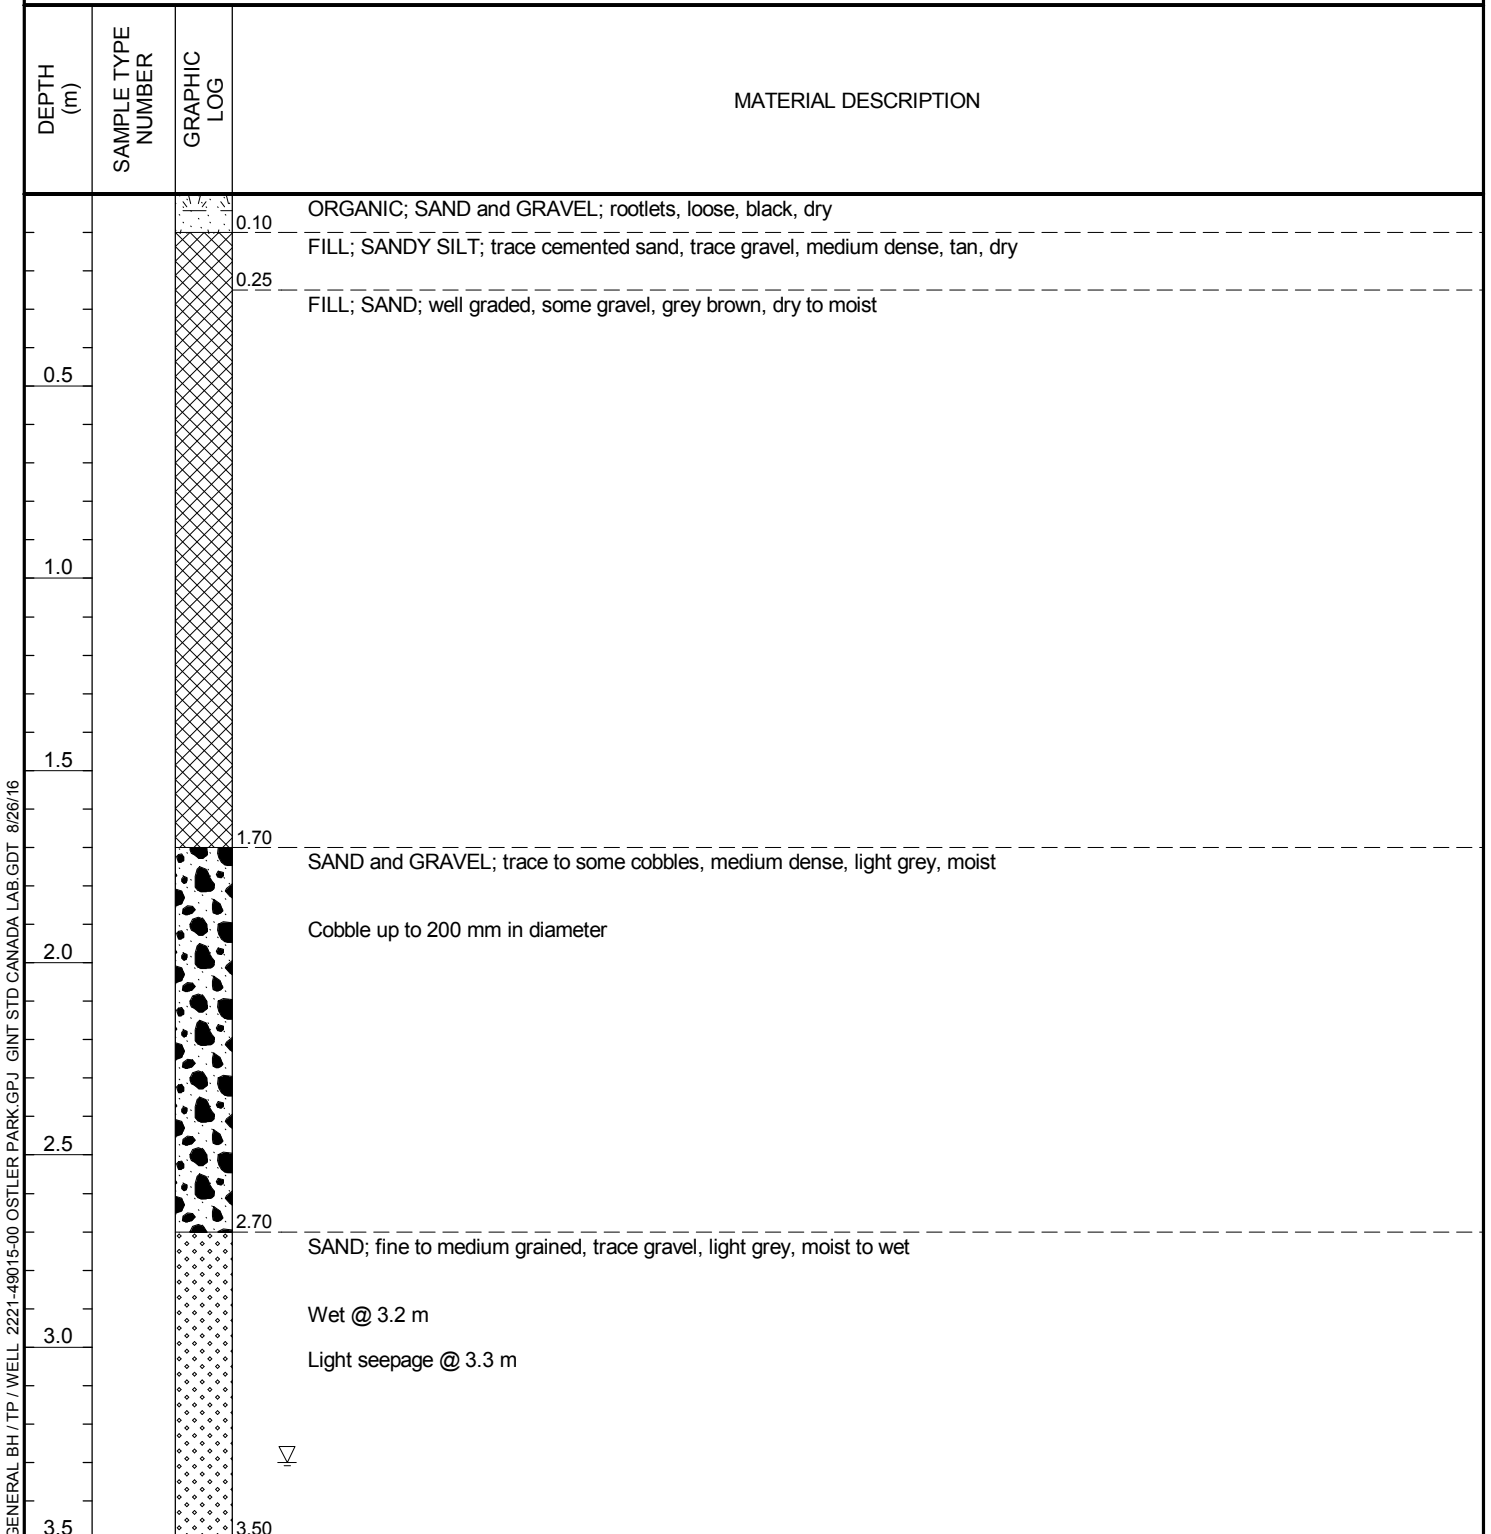 DEPTH
(m)
SAMPLE TYPE
NUMBER
GRAPHIC
LOG
MATERIAL DESCRIPTION
ORGANIC; SAND and GRAVEL; rootlets, loose, black, dry
0.10
FILL; SANDY SILT; trace cemented sand, trace gravel, medium dense, tan, dry
0.25
FILL; SAND; well graded, some gravel, grey brown, dry to moist
0.5
1.0
1.5
1.70
SAND and GRAVEL; trace to some cobbles, medium dense, light grey, moist
Cobble up to 200 mm in diameter
2.0
2.5
2.70
SAND; fine to medium grained, trace gravel, light grey, moist to wet
Wet @ 3.2 m
3.0
Light seepage @ 3.3 m
3.5
3.50
GENERAL BH / TP / WELL 2221-49015-00 OSTLER PARK.GPJ GINT STD CANADA LAB.GDT 8/26/16